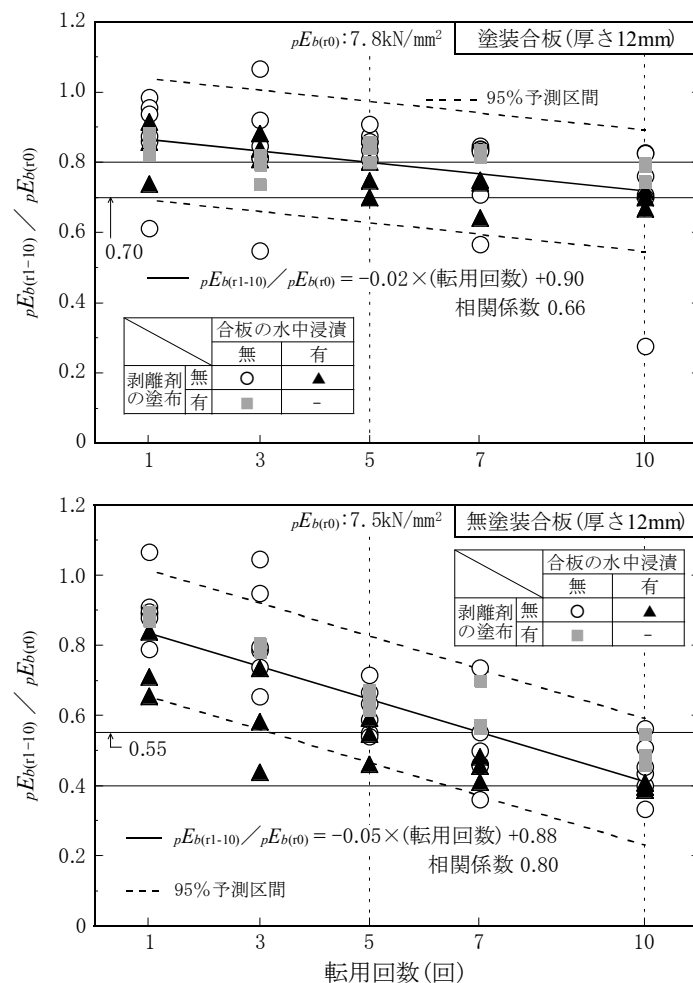 pEb(r0):7.8kN/mm²
塗装合板(厚さ12mm)
95%予測区間
pEb(r1-10)/pEb(r0)
1.2
1.0
0.8
0.6
0.4
0.2
0
0.70
pEb(r1-10)/pEb(r0)=-0.02×(転用回数)+0.90
相関係数 0.66
合板の水中浸漬
無 有
剥離剤の塗布 無 ○ ▲
有 ■ -
1 3 5 7 10
pEb(r0):7.5kN/mm²
無塗装合板(厚さ12mm)
合板の水中浸漬
無 有
剥離剤の塗布 無 ○ ▲
有 ■ -
pEb(r1-10)/pEb(r0)
1.2
1.0
0.8
0.6
0.4
0.2
0
0.55
pEb(r1-10)/pEb(r0)=-0.05×(転用回数)+0.88
相関係数 0.80
95%予測区間
1 3 5 7 10
転用回数(回)